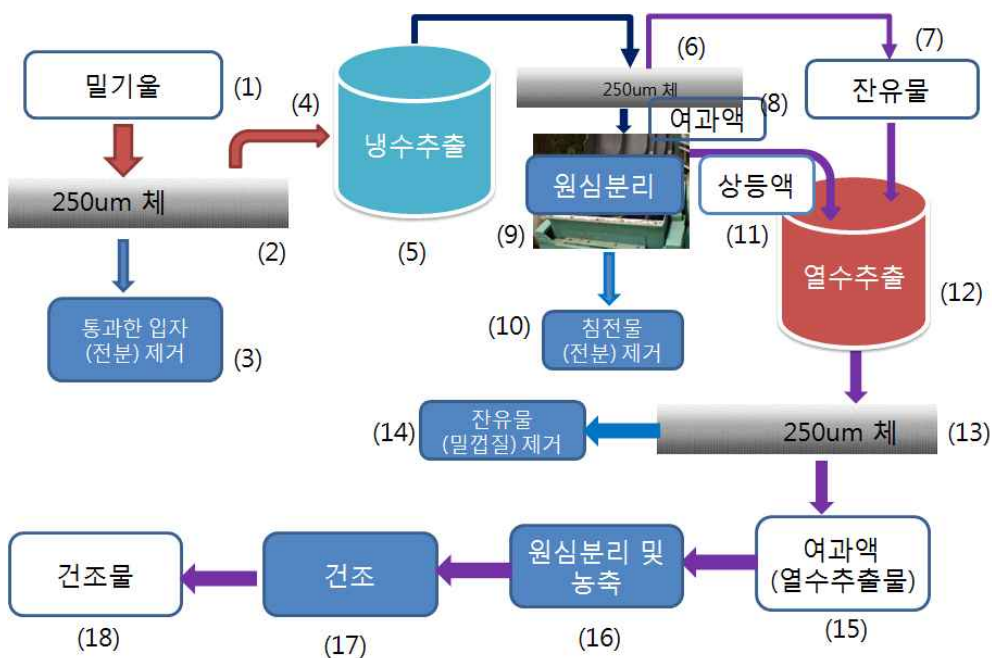 밀기울
(1)
250um 체
(2)
통과한 입자
(전분) 제거
(3)
(4)
냉수추출
(5)
(6)
250um 체
(7)
잔유물
(8)
여과액
원심분리
(9)
침전물
(전분) 제거
(10)
상등액
(11)
열수추출
(12)
250um 체
(13)
잔유물
(밀껍질) 제거
(14)
여과액
(열수추출물)
(15)
원심분리 및
농축
(16)
건조
(17)
건조물
(18)